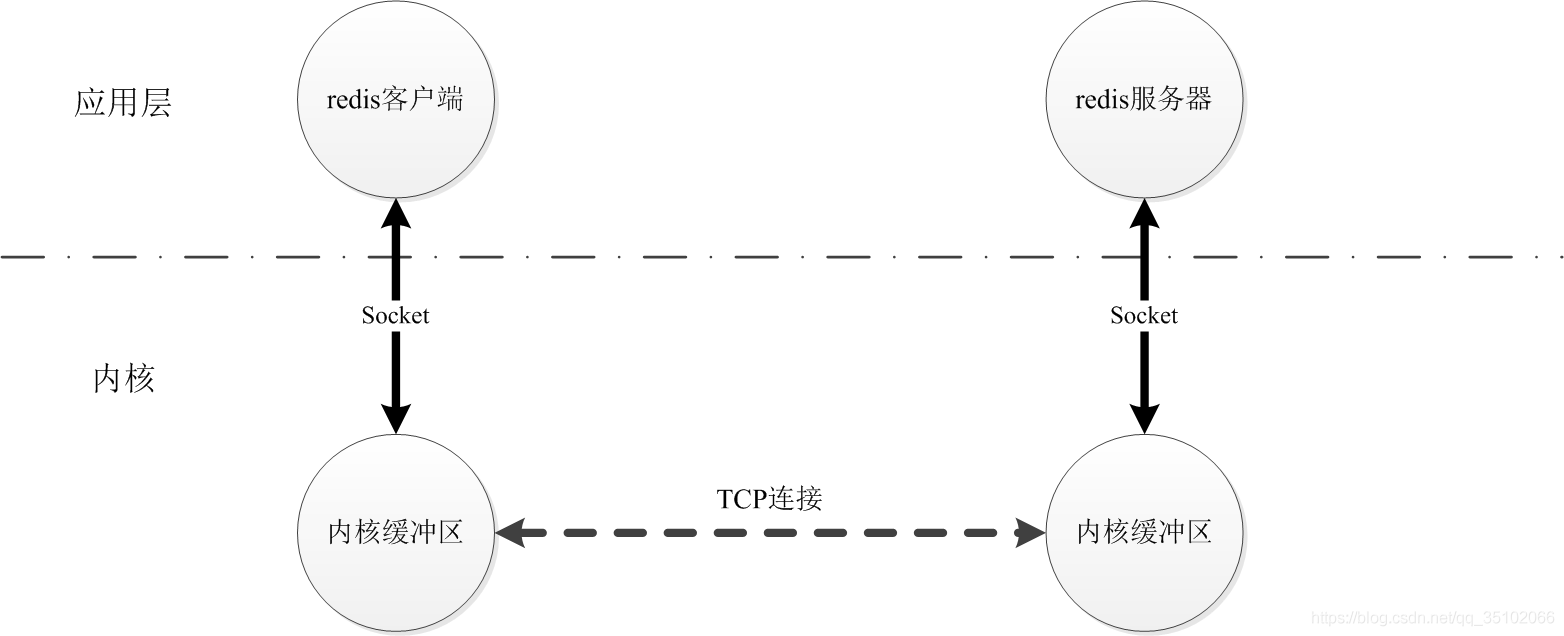 应用层
redis客户端
redis服务器
Socket
Socket
内核
TCP连接
内核缓冲区
内核缓冲区
https://blog.csdn.net/qq_35102066